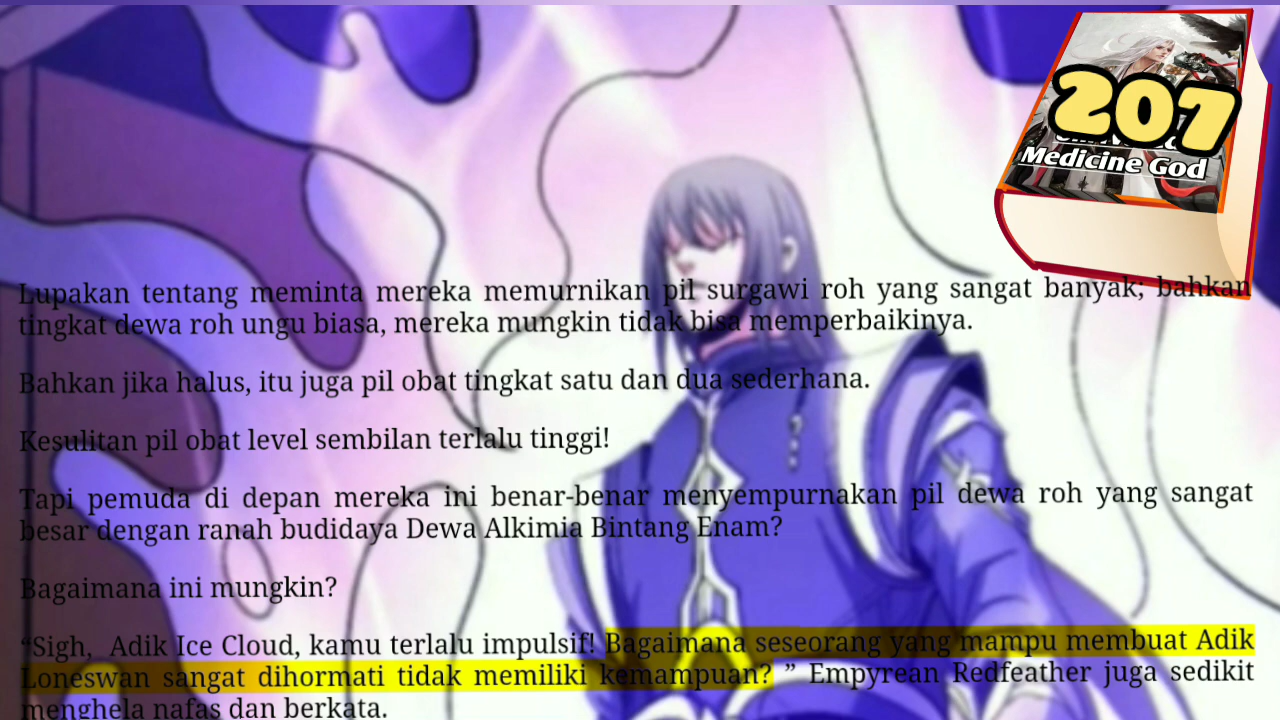 207
Medicine God
Lupakan tentang meminta mereka memurnikan pil surgawi roh yang sangat banyak; bahkan
tingkat dewa roh ungu biasa, mereka mungkin tidak bisa memperbaikinya.
Bahkan jika halus, itu juga pil obat tingkat satu dan dua sederhana.
Kesulitan pil obat level sembilan terlalu tinggi!
Tapi pemuda di depan mereka ini benar-benar menyempurnakan pil dewa roh yang sangat
besar dengan ranah budidaya Dewa Alkimia Bintang Enam?
Bagaimana ini mungkin?
“Sigh, Adik Ice Cloud, kamu terlalu impulsif! Bagaimana seseorang yang mampu membuat Adik
Loneswan sangat dihormati tidak memiliki kemampuan? ” Empyrean Redfeather juga sedikit
menghela nafas dan berkata.